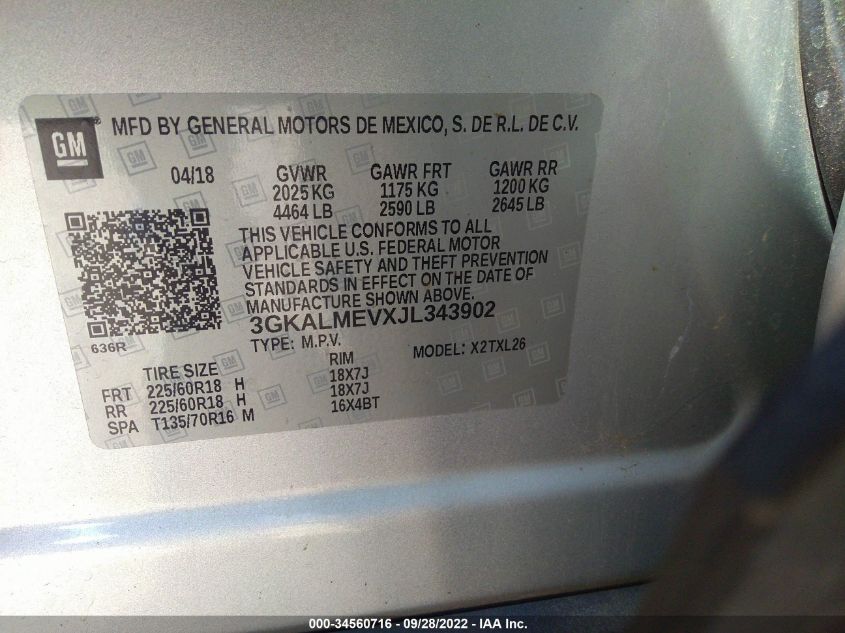 GM
MFD BY GENERAL MOTORS DE MEXICO, S. DE R.L. DE C.V.
04/18 GVWR GAWR FRT GAWR RR
2025 KG 1175 KG 1200 KG
4464 LB 2590 LB 2645 LB
THIS VEHICLE CONFORMS TO ALL
APPLICABLE U.S. FEDERAL MOTOR
VEHICLE SAFETY AND THEFT PREVENTION
STANDARDS IN EFFECT ON THE DATE OF
MANUFACTURE SHOWN ABOVE.
3GKALMEVXJL343902
636R
TYPE: M.P.V. MODEL: X2TXL26
TIRE SIZE RIM
FRT 225/60R18 H 18X7J
RR 225/60R18 H 18X7J
SPA T135/70R16 M 16X4BT
000-34560716 - 09/28/2022 - IAA Inc.